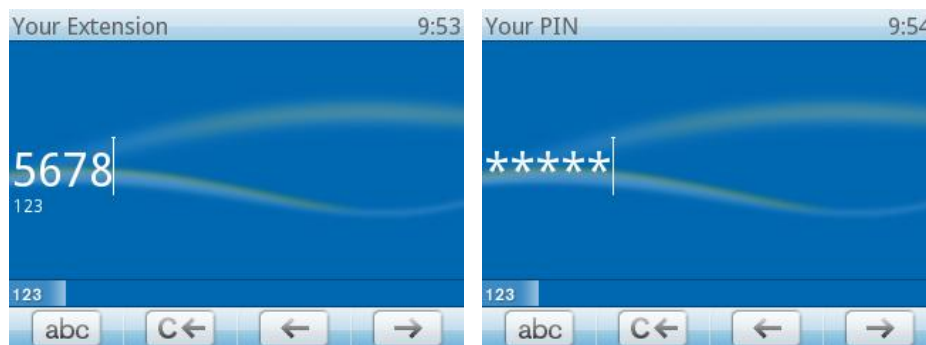 Your Extension 9:53
5678
123
123
abc C← ← →
Your PIN 9:54
*****
123
abc C← ← →